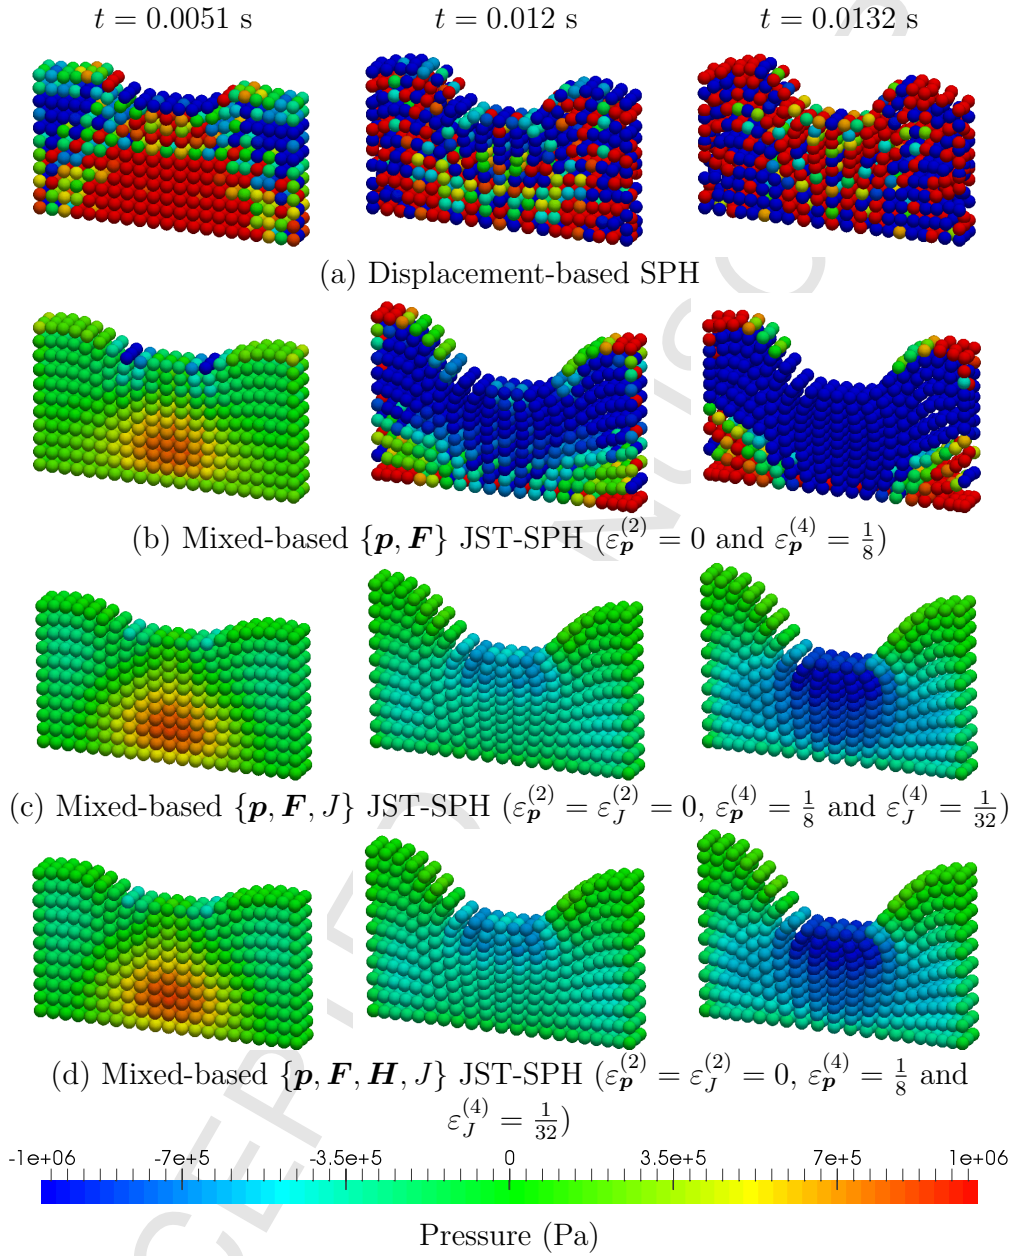 t = 0.0051 s t = 0.012 s t = 0.0132 s
(a) Displacement-based SPH
(b) Mixed-based {p, F} JST-SPH (ε_p^(2) = 0 and ε_p^(4) = 1/8)
(c) Mixed-based {p, F, J} JST-SPH (ε_p^(2) = ε_J^(2) = 0, ε_p^(4) = 1/8 and ε_J^(4) = 1/32)
(d) Mixed-based {p, F, H, J} JST-SPH (ε_p^(2) = ε_J^(2) = 0, ε_p^(4) = 1/8 and
ε_J^(4) = 1/32)
-1e+06 -7e+5 -3.5e+5 0 3.5e+5 7e+5 1e+06
Pressure (Pa)